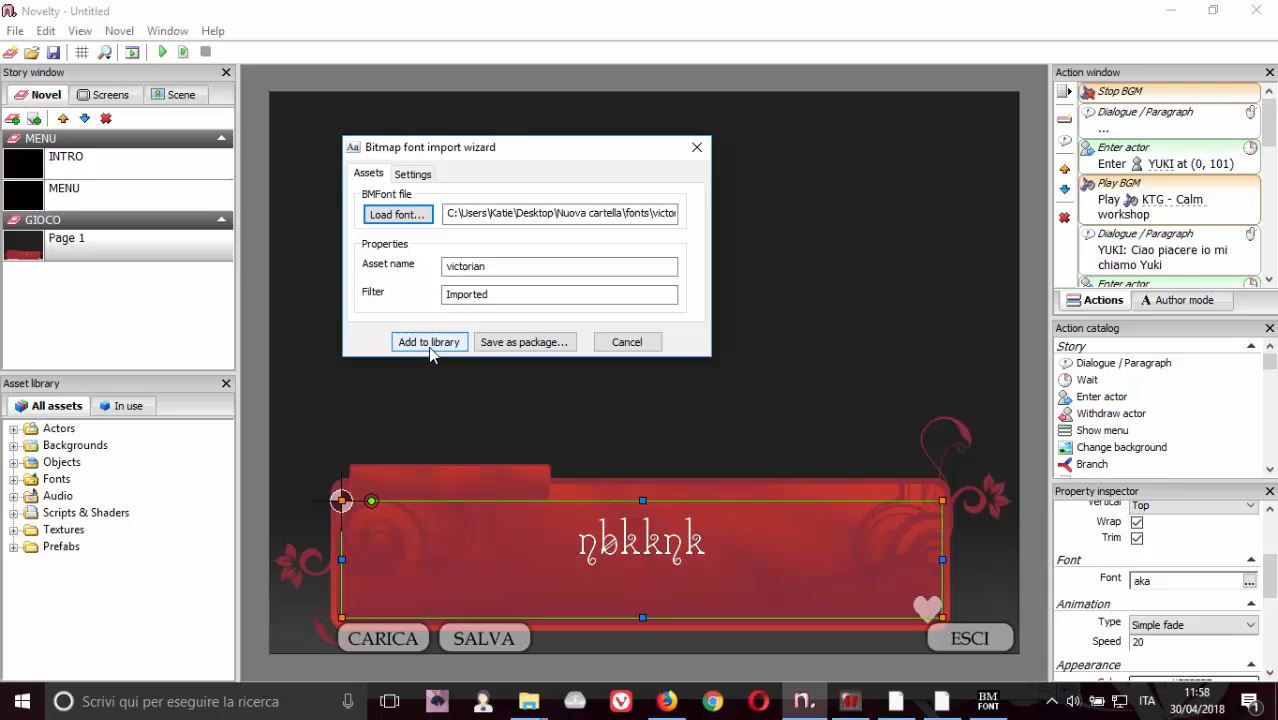 Novelty - Untitled
File Edit View Novel Window Help
Story window
Novel Screens Scene
MENU
INTRO
MENU
GIOCO
Page 1
Asset library
All assets In use
Actors
Backgrounds
Objects
Fonts
Audio
Scripts & Shaders
Textures
Prefabs
Bitmap font import wizard
Assets Settings
BMFont file
Load font... C:\Users\Katie\Desktop\Nuova cartella\fonts\victor
Properties
Asset name victorian
Filter Imported
Add to library Save as package... Cancel
nbkknk
CARICA SALVA ESCI
Action window
Stop BGM
Dialogue / Paragraph
...
Enter actor
Enter YUKI at (0, 101)
Play BGM
Play KTG - Calm
workshop
Dialogue / Paragraph
YUKI: Ciao piacere io mi
chiamo Yuki
Enter actor
Actions Author mode
Action catalog
Story
Dialogue / Paragraph
Wait
Enter actor
Withdraw actor
Show menu
Change background
Branch
Property inspector
Vertical Top
Wrap
Trim
Font
Font aka ...
Animation
Type Simple fade
Speed 20
Appearance
Scrivi qui per eseguire la ricerca
BM
FONT
ITA
11:58
30/04/2018